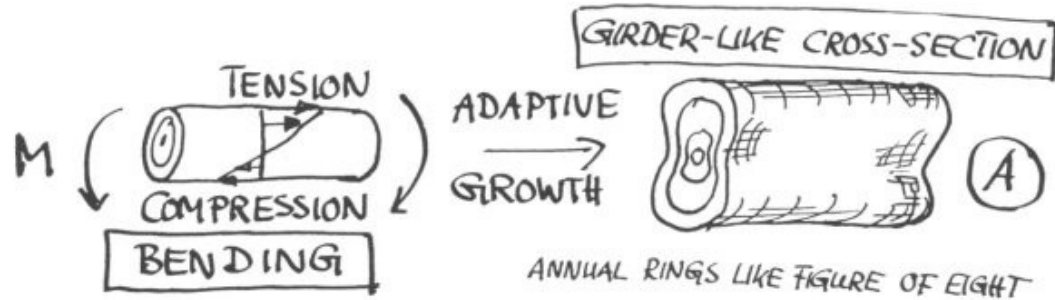 GIRDER-LIKE CROSS-SECTION
TENSION
M
COMPRESSION
BENDING
ADAPTIVE
GROWTH
A
ANNUAL RINGS LIKE FIGURE OF EIGHT